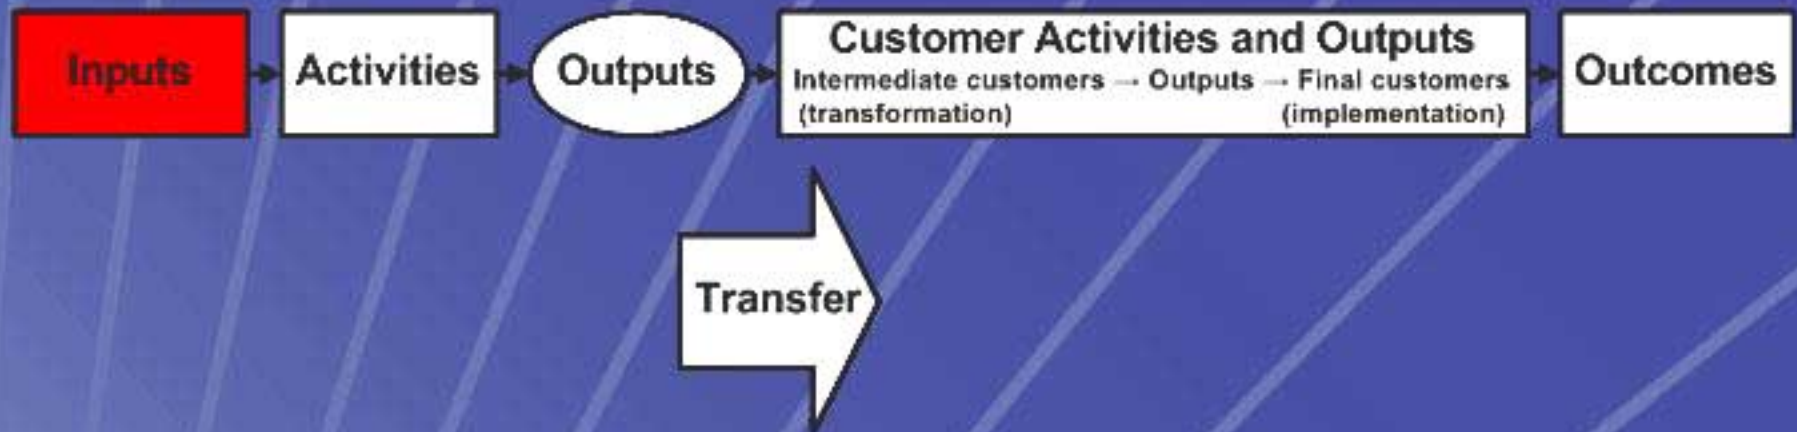 Inputs
Activities
Outputs
Customer Activities and Outputs
Intermediate customers → Outputs → Final customers
(transformation) (implementation)
Outcomes
Transfer